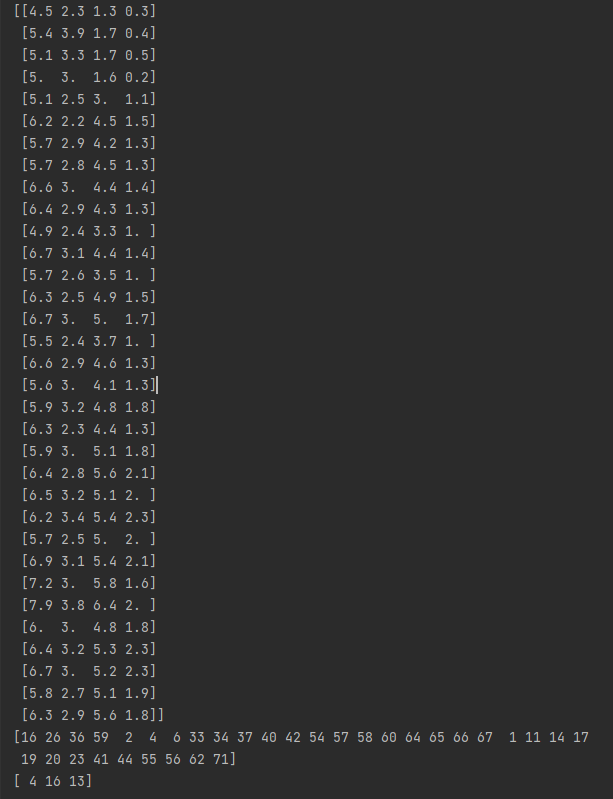 [[4.5 2.3 1.3 0.3]
 [5.4 3.9 1.7 0.4]
 [5.1 3.3 1.7 0.5]
 [5.  3.  1.6 0.2]
 [5.1 2.5 3.  1.1]
 [6.2 2.2 4.5 1.5]
 [5.7 2.9 4.2 1.3]
 [5.7 2.8 4.5 1.3]
 [6.6 3.  4.4 1.4]
 [6.4 2.9 4.3 1.3]
 [4.9 2.4 3.3 1. ]
 [6.7 3.1 4.4 1.4]
 [5.7 2.6 3.5 1. ]
 [6.3 2.5 4.9 1.5]
 [6.7 3.  5.  1.7]
 [5.5 2.4 3.7 1. ]
 [6.6 2.9 4.6 1.3]
 [5.6 3.  4.1 1.3]
 [5.9 3.2 4.8 1.8]
 [6.3 2.3 4.4 1.3]
 [5.9 3.  5.1 1.8]
 [6.4 2.8 5.6 2.1]
 [6.5 3.2 5.1 2. ]
 [6.2 3.4 5.4 2.3]
 [5.7 2.5 5.  2. ]
 [6.9 3.1 5.4 2.1]
 [7.2 3.  5.8 1.6]
 [7.9 3.8 6.4 2. ]
 [6.  3.  4.8 1.8]
 [6.4 3.2 5.3 2.3]
 [6.7 3.  5.2 2.3]
 [5.8 2.7 5.1 1.9]
 [6.3 2.9 5.6 1.8]]
[16 26 36 59  2  4  6 33 34 37 40 42 54 57 58 60 64 65 66 67  1 11 14 17
 19 20 23 41 44 55 56 62 71]
[ 4 16 13]